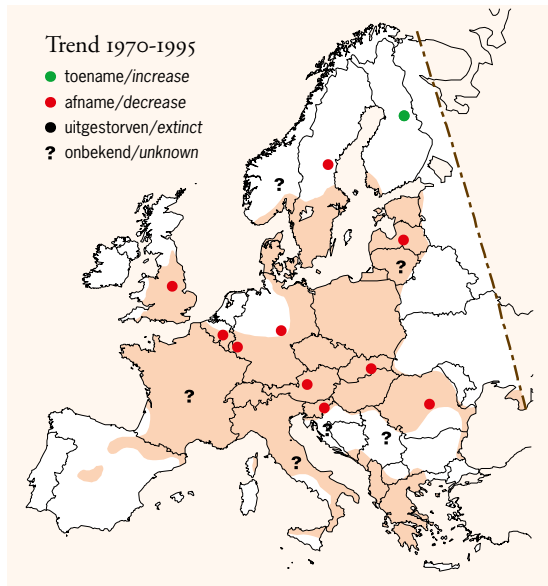 Trend 1970-1995
toename/increase
afname/decrease
uitgestorven/extinct
? onbekend/unknown
?
?
?
?
?
?
?